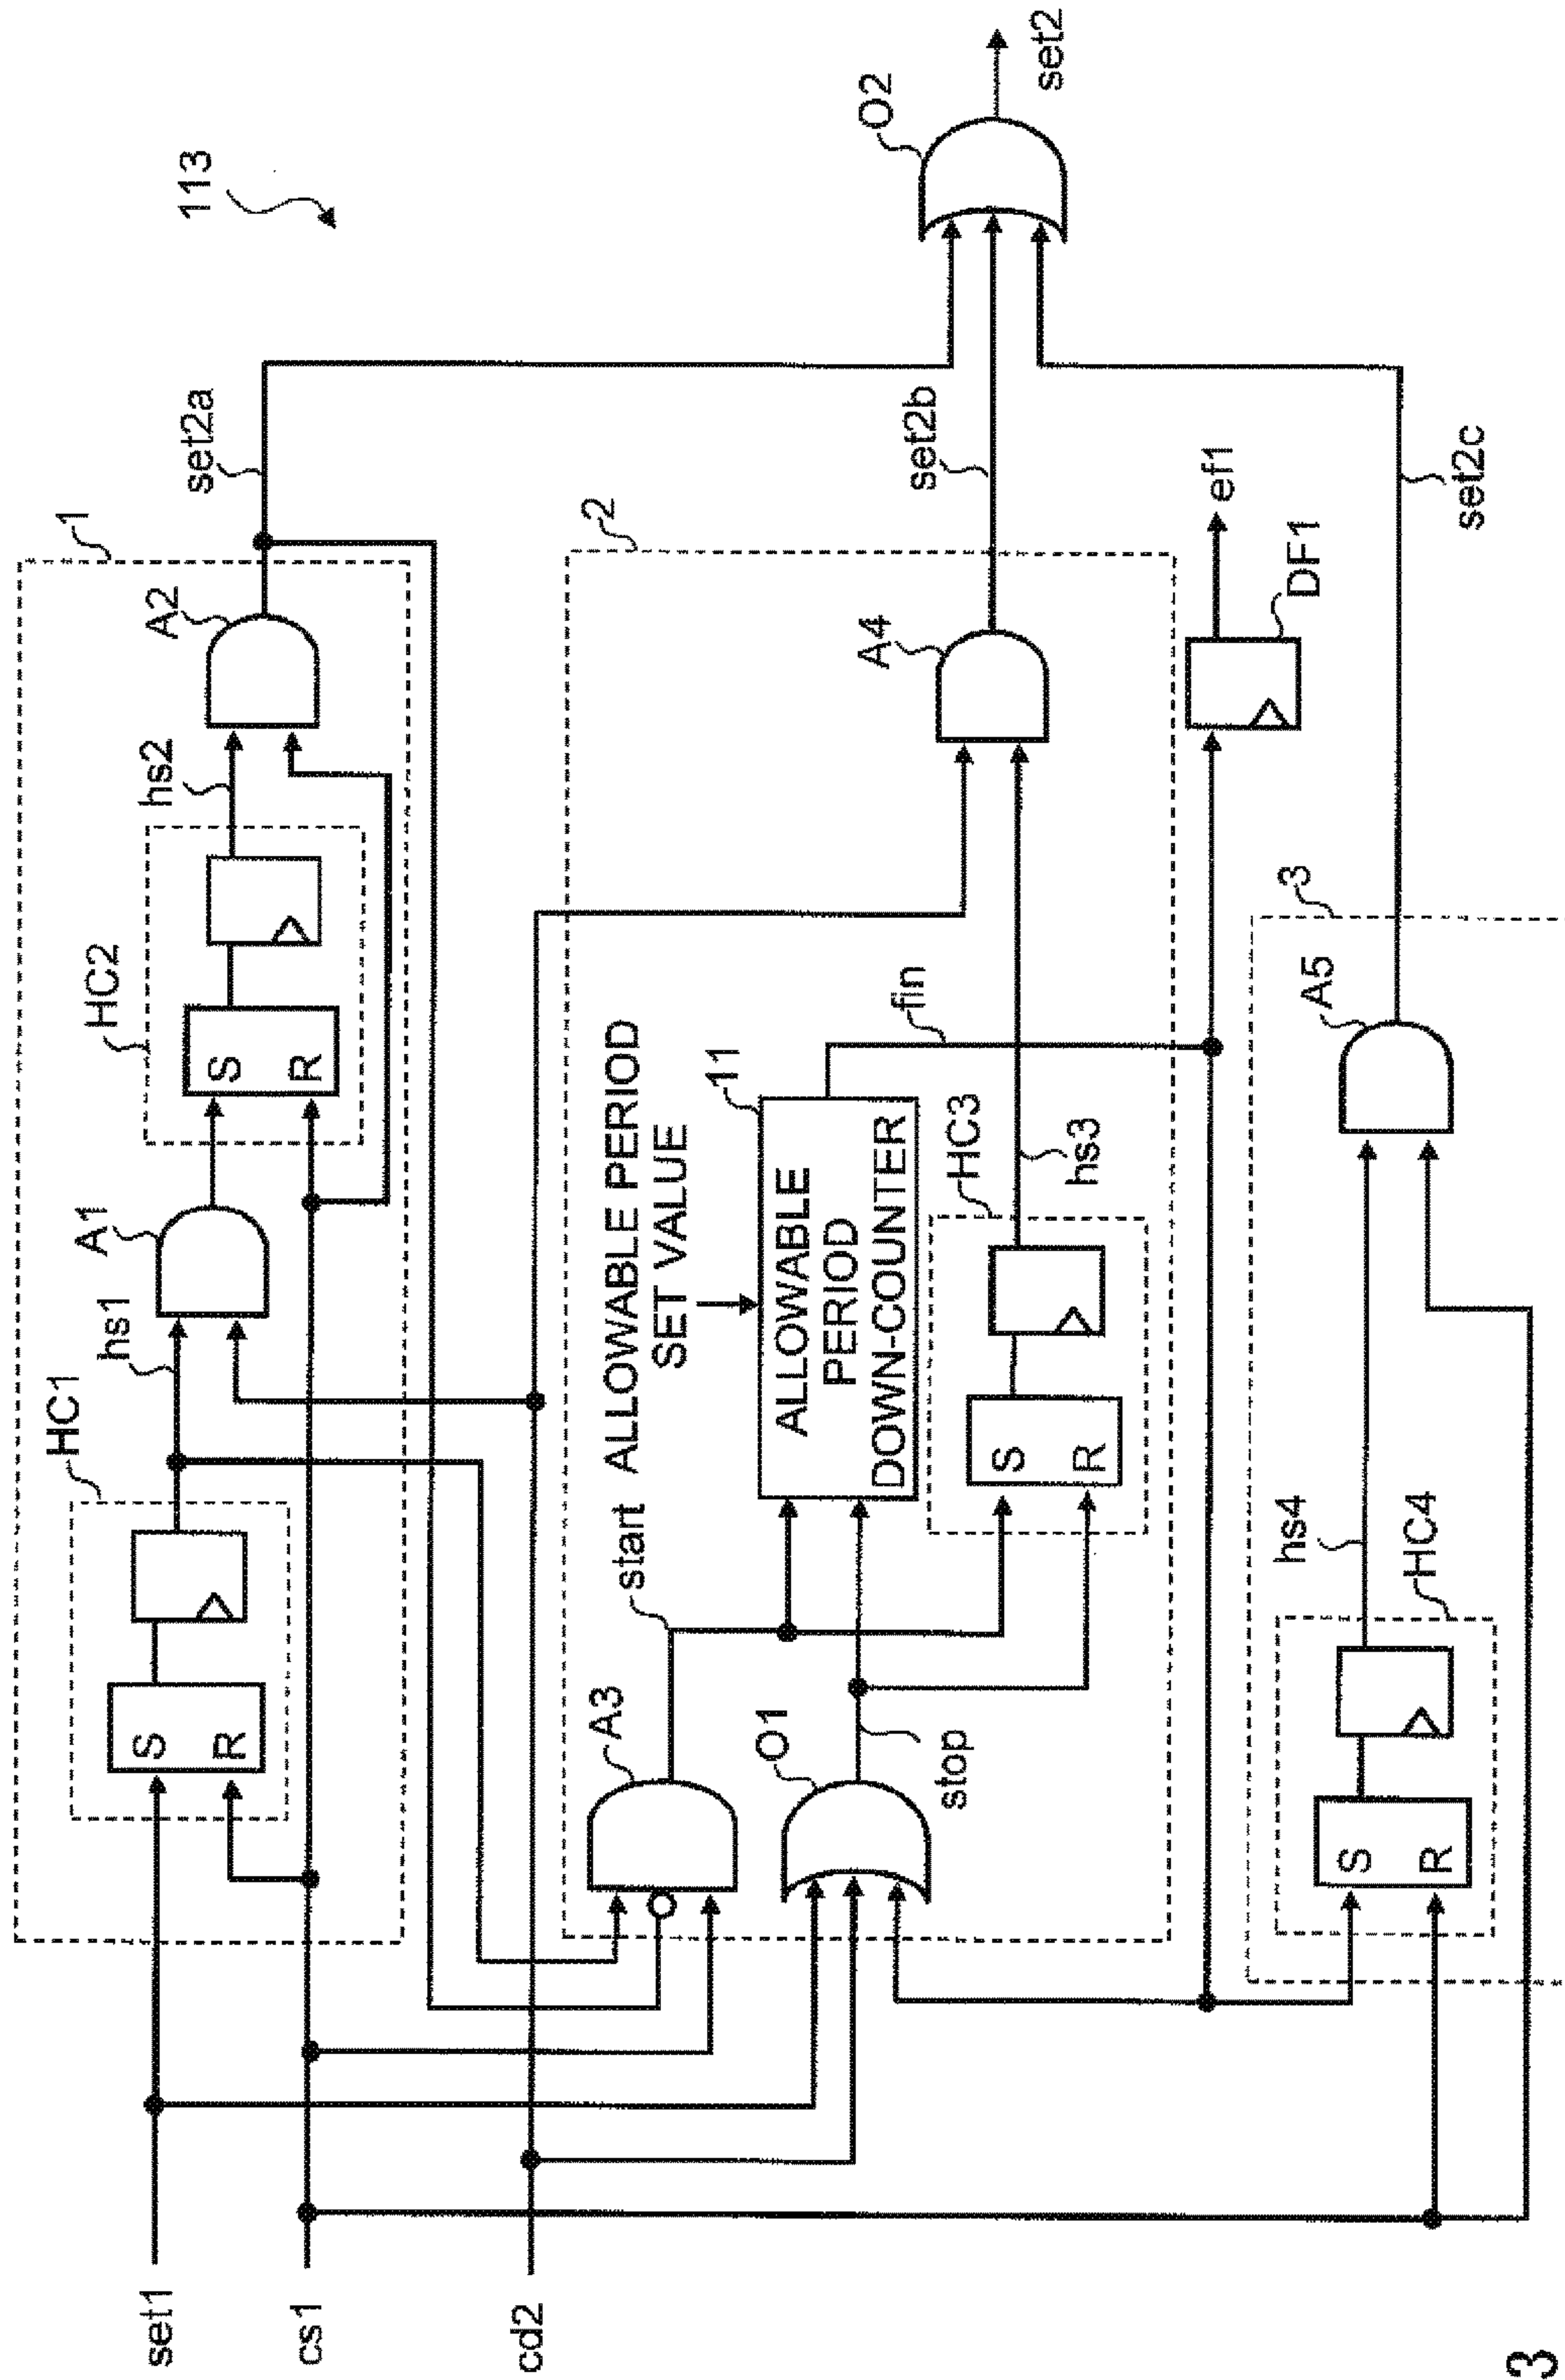 113
set1
cs1
cd2
1
HC1
S
R
hs1
A1
HC2
S
R
hs2
A2
set2a
2
A3
start
O1
stop
ALLOWABLE PERIOD
SET VALUE
11
ALLOWABLE
PERIOD
DOWN-COUNTER
fin
HC3
S
R
hs3
A4
set2b
O2
set2
DF1
ef1
3
HC4
S
R
hs4
A5
set2c
3